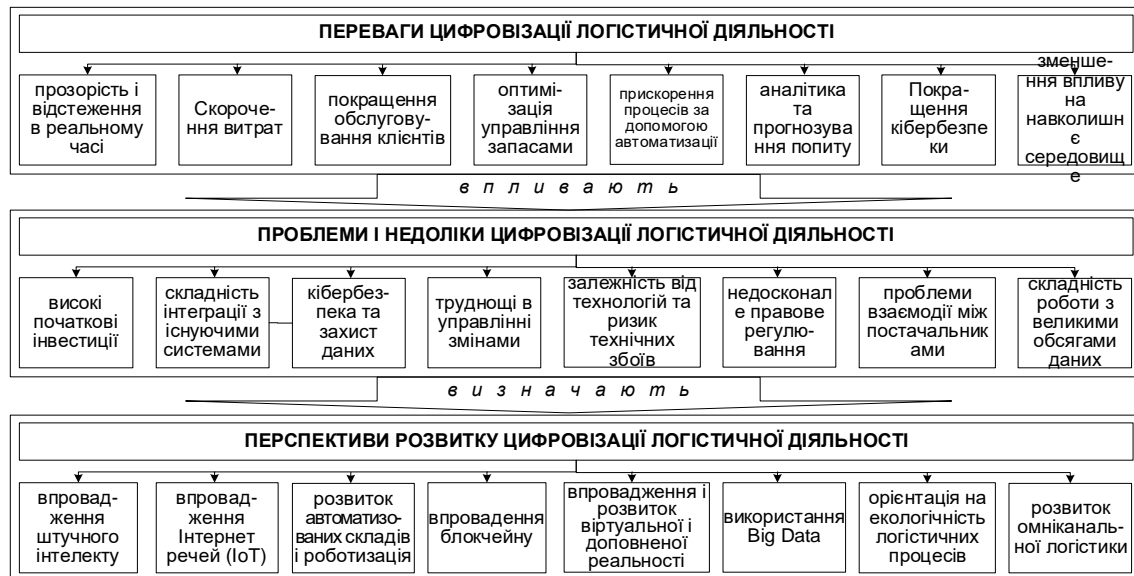 ПЕРЕВАГИ ЦИФРОВІЗАЦІЇ ЛОГІСТИЧНОЇ ДІЯЛЬНОСТІ
прозорість і
відстеження
в реальному
часі
Скорочен-
ня витрат
покращення
обслугову-
вання клієнтів
оптимі-
зація
управління
запасами
прискорення
процесів за
допомогою
автоматизації
аналітика
та
прогнозува
ння попиту
Покра-
щення
кібербезпе
ки
зменше-
ння впливу
на
навколишн
є
середовищ
е
в п л и в а ю т ь
ПРОБЛЕМИ І НЕДОЛІКИ ЦИФРОВІЗАЦІЇ ЛОГІСТИЧНОЇ ДІЯЛЬНОСТІ
високі
початкові
інвестиції
складність
інтеграції з
існуючими
системами
кібербез-
пека та
захист
даних
труднощі в
управлінні
змінами
залежність від
технологій та
ризик
технічних
збоїв
недосконал
е правове
регулю-
вання
проблеми
взаємодії між
постачальник
ами
складність
роботи з
великими
обсягами
даних
в и з н а ч а ю т ь
ПЕРСПЕКТИВИ РОЗВИТКУ ЦИФРОВІЗАЦІЇ ЛОГІСТИЧНОЇ ДІЯЛЬНОСТІ
впровад-
ження
штучного
інтелекту
впровад-
ження
Інтернет
речей (IoT)
розвиток
автоматизо-
ваних складів
і роботизація
впровадення
блокчейну
впровадження і
розвиток
віртуальної і
доповненої
реальності
використання
Big Data
орієнтація на
екологічність
логістичних
процесів
розвиток
омніканаль-
ної логістики